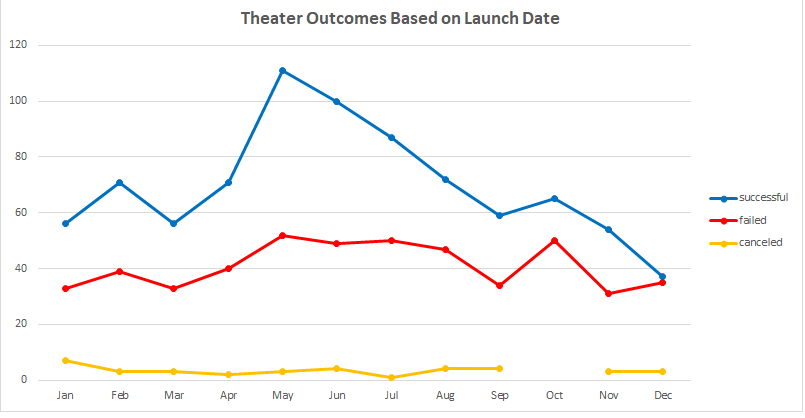 Theater Outcomes Based on Launch Date
120
100
80
60
40
20
0
Jan Feb Mar Apr May Jun Jul Aug Sep Oct Nov Dec
successful
failed
canceled